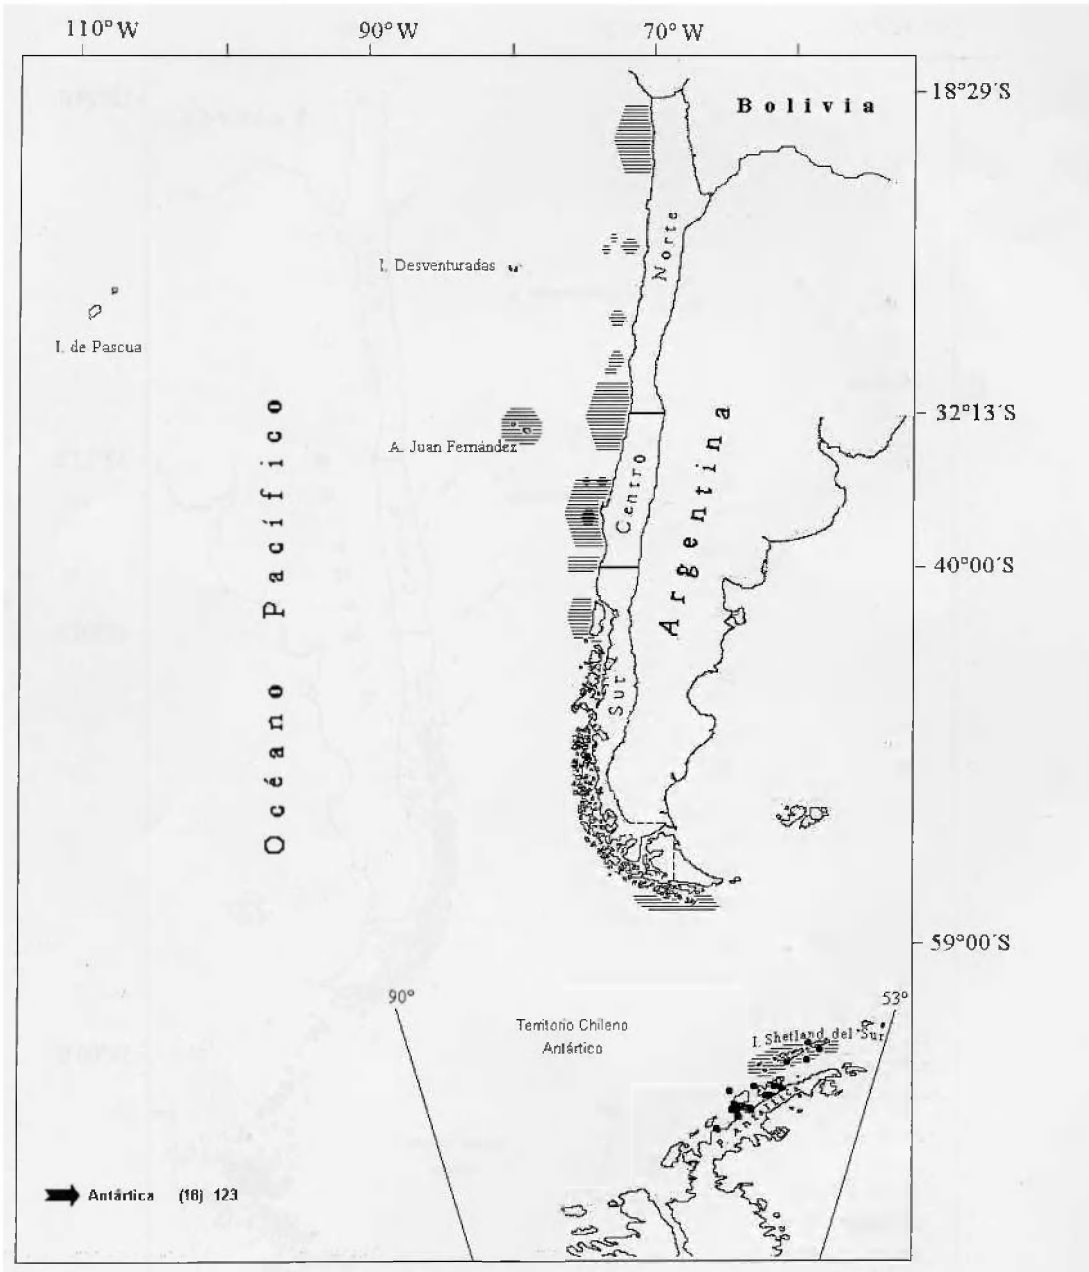 110°W 90°W 70°W
18°29´S
Bolivia
Norte
I. Desventuradas
I. de Pascua
32°13´S
A. Juan Fernández
Centro
Argentina
Océano Pacífico
40°00´S
Sur
59°00´S
90° 53°
Territorio Chileno
Antártico
I. Shetland del Sur
P. Antártica
Antártica (18) 123